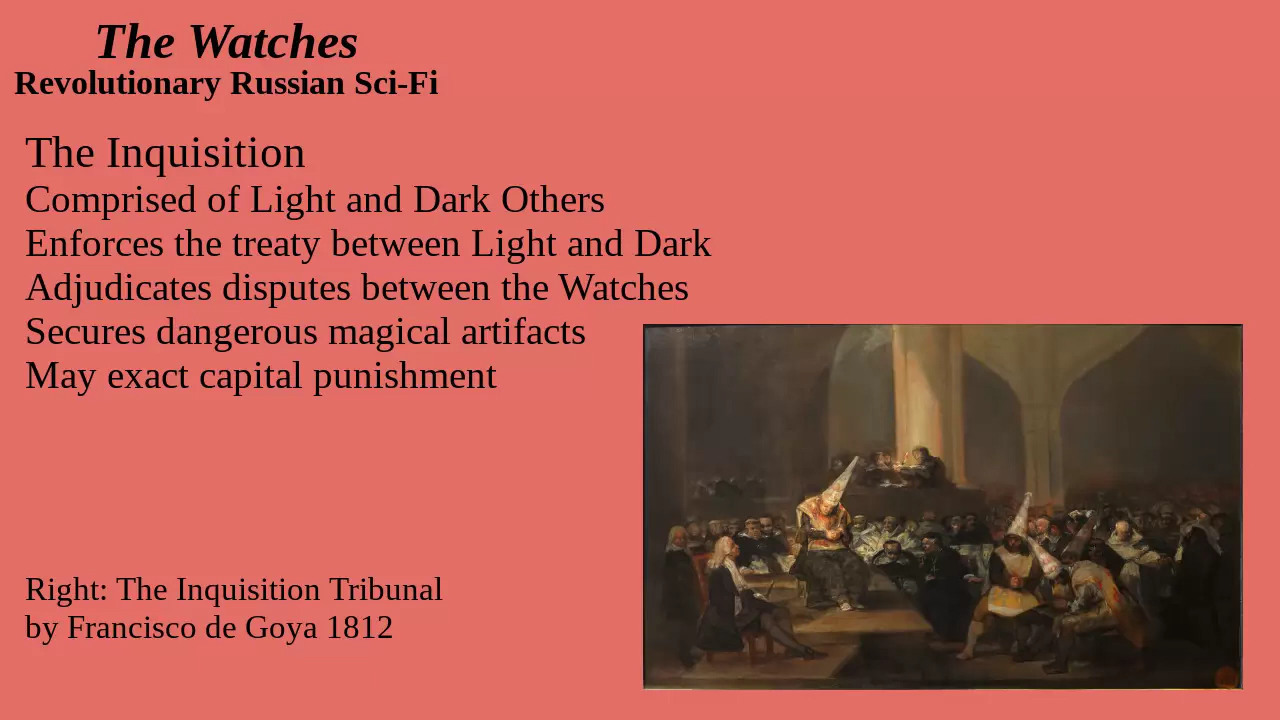 The Watches
Revolutionary Russian Sci-Fi
The Inquisition
Comprised of Light and Dark Others
Enforces the treaty between Light and Dark
Adjudicates disputes between the Watches
Secures dangerous magical artifacts
May exact capital punishment
Right: The Inquisition Tribunal
by Francisco de Goya 1812